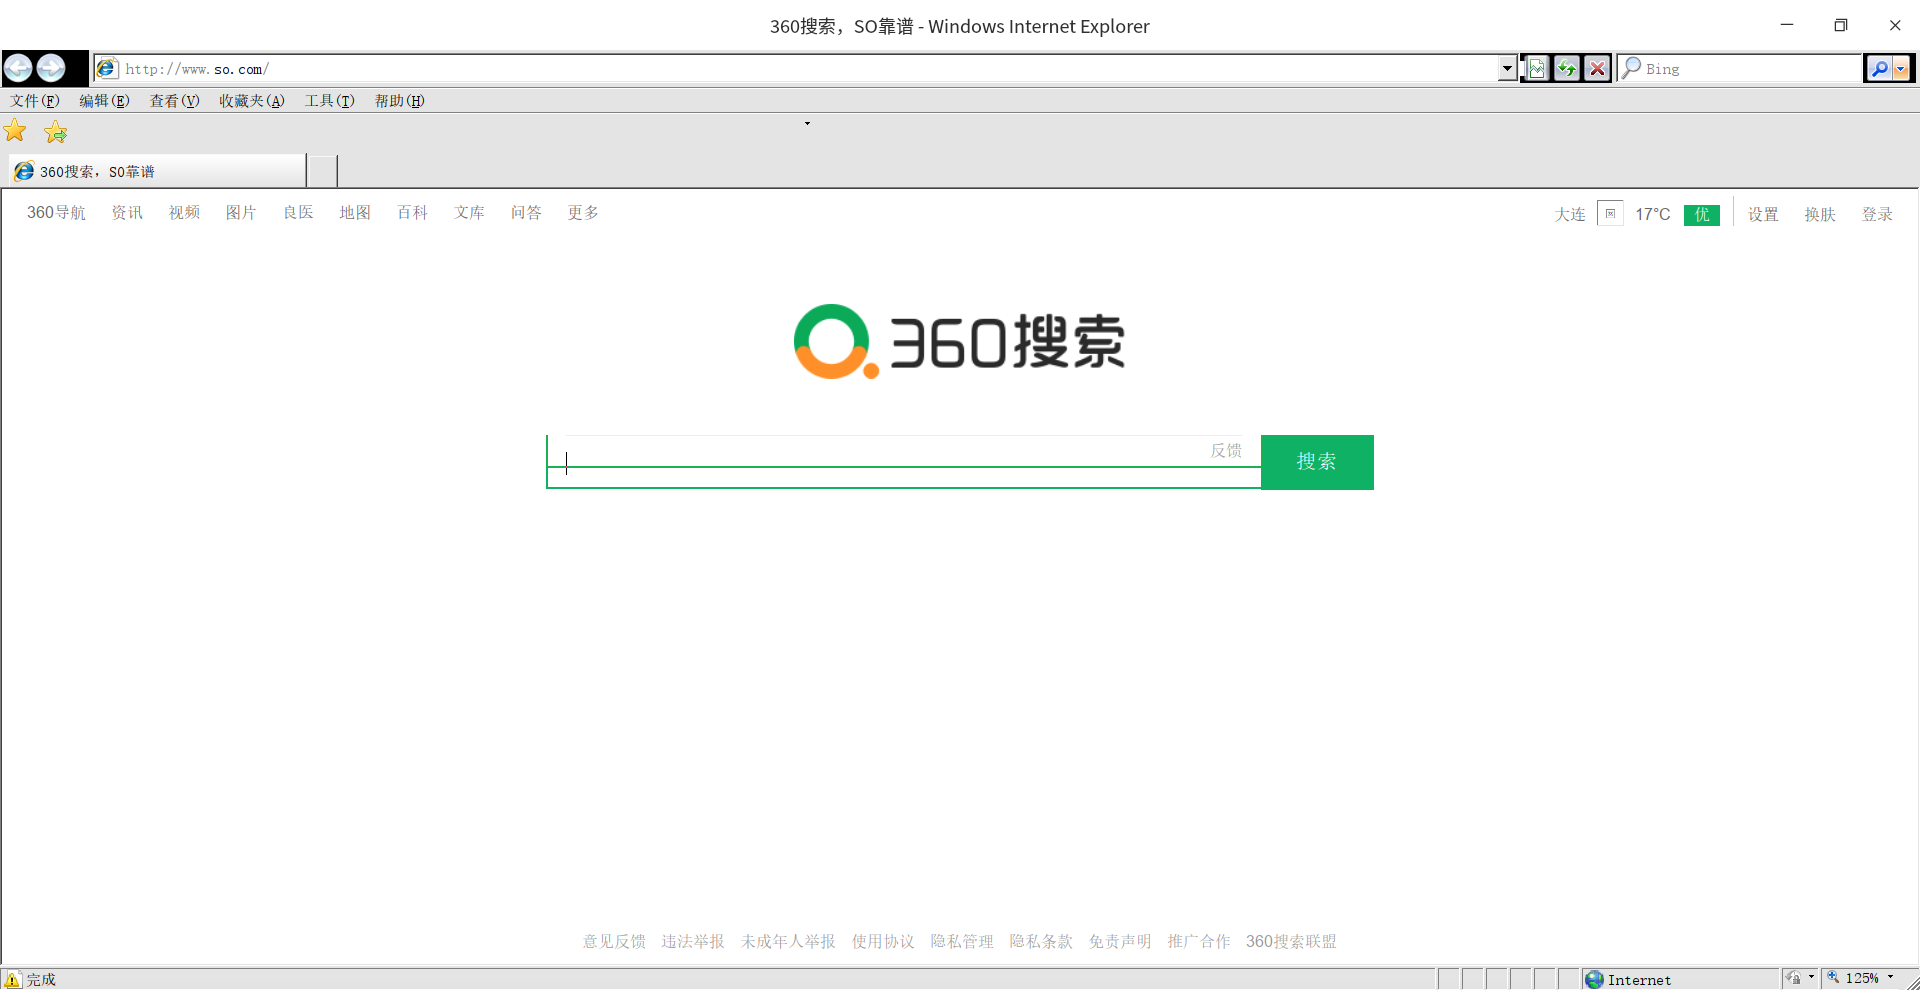 360搜索，SO靠谱 - Windows Internet Explorer
http://www.so.com/
Bing
文件(F) 编辑(E) 查看(V) 收藏夹(A) 工具(T) 帮助(H)
360搜索，SO靠谱
360导航 资讯 视频 图片 良医 地图 百科 文库 问答 更多 大连 17°C 优 设置 换肤 登录
360搜索
反馈
搜索
意见反馈 违法举报 未成年人举报 使用协议 隐私管理 隐私条款 免责声明 推广合作 360搜索联盟
完成 Internet 125%